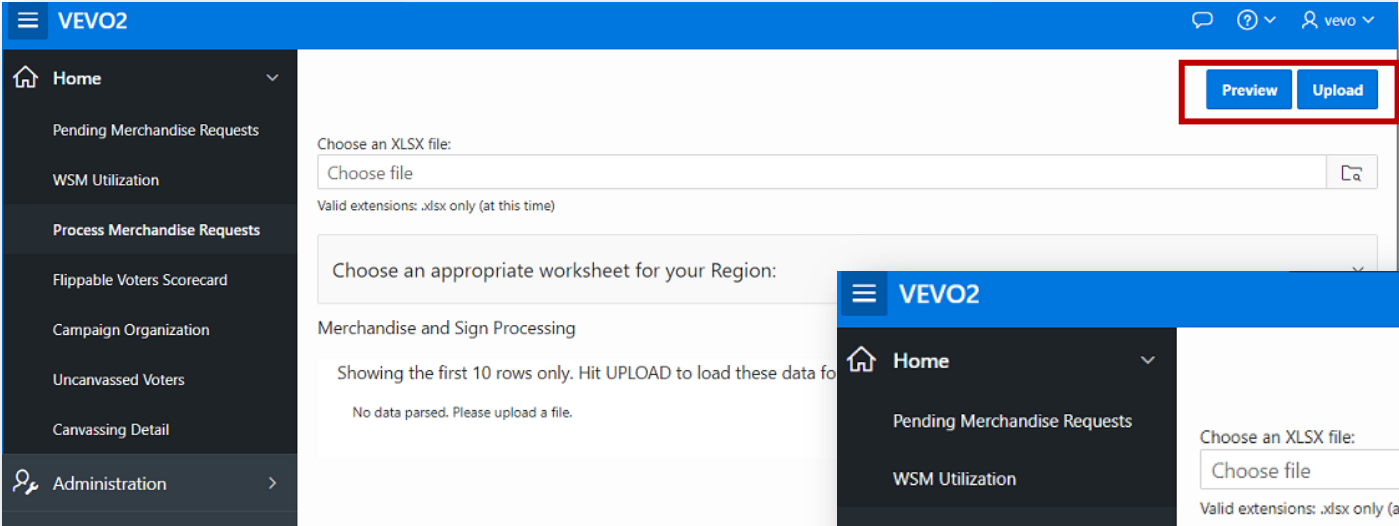 VEVO2
vevo
Home
Pending Merchandise Requests
WSM Utilization
Process Merchandise Requests
Flippable Voters Scorecard
Campaign Organization
Uncanvassed Voters
Canvassing Detail
Administration
Preview Upload
Choose an XLSX file:
Choose file
Valid extensions: .xlsx only (at this time)
Choose an appropriate worksheet for your Region:
Merchandise and Sign Processing
Showing the first 10 rows only. Hit UPLOAD to load these data fo
No data parsed. Please upload a file.
VEVO2
Home
Pending Merchandise Requests
WSM Utilization
Choose an XLSX file:
Choose file
Valid extensions: .xlsx only (a